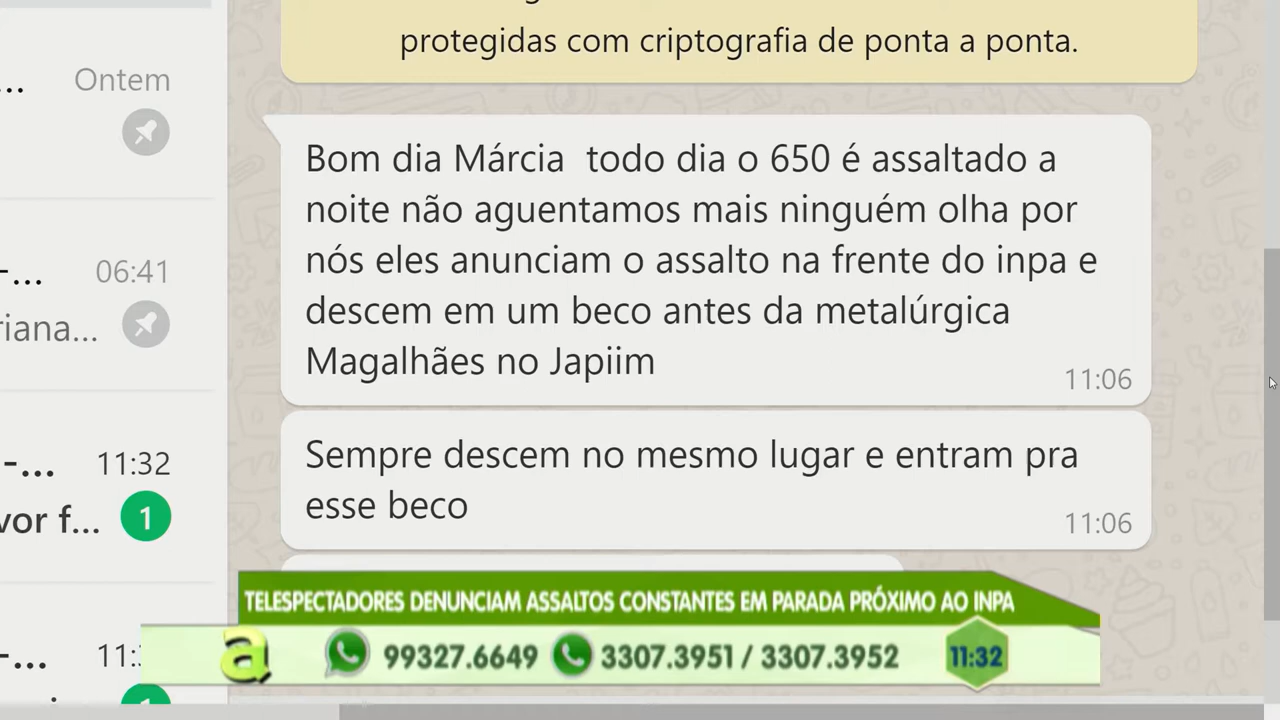 protegidas com criptografia de ponta a ponta.
Ontem
Bom dia Márcia todo dia o 650 é assaltado a
noite não aguentamos mais ninguém olha por
nós eles anunciam o assalto na frente do inpa e
descem em um beco antes da metalúrgica
Magalhães no Japiim
11:06
06:41
riana...
Sempre descem no mesmo lugar e entram pra
esse beco
11:06
11:32
vor f... 1
TELESPECTADORES DENUNCIAM ASSALTOS CONSTANTES EM PARADA PRÓXIMO AO INPA
a 99327.6649 3307.3951 / 3307.3952 11:32